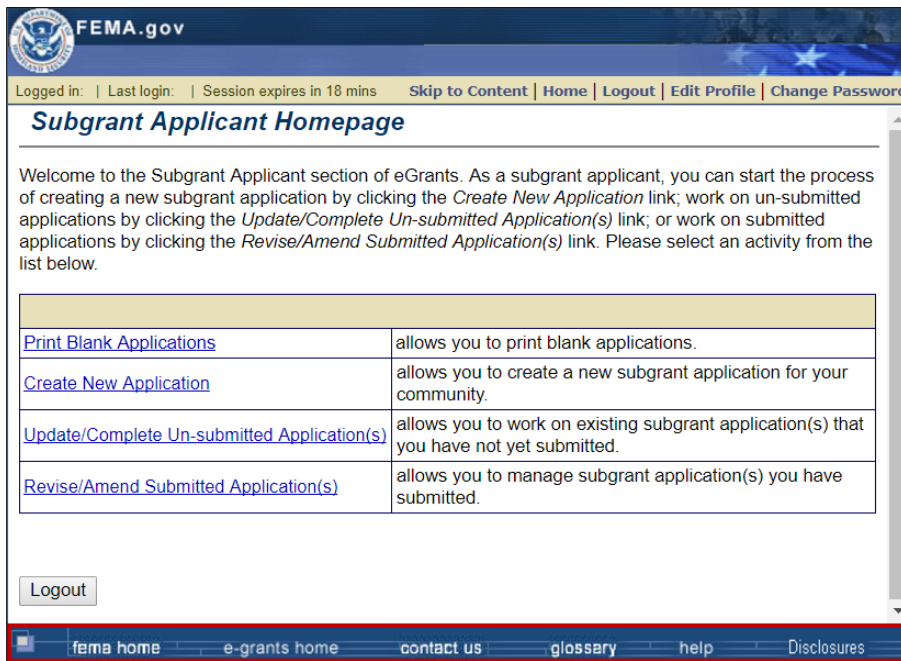 FEMA.gov
Logged in: | Last login: | Session expires in 18 mins Skip to Content | Home | Logout | Edit Profile | Change Password
Subgrant Applicant Homepage
Welcome to the Subgrant Applicant section of eGrants. As a subgrant applicant, you can start the process
of creating a new subgrant application by clicking the Create New Application link; work on un-submitted
applications by clicking the Update/Complete Un-submitted Application(s) link; or work on submitted
applications by clicking the Revise/Amend Submitted Application(s) link. Please select an activity from the
list below.
Print Blank Applications allows you to print blank applications.
Create New Application allows you to create a new subgrant application for your
community.
Update/Complete Un-submitted Application(s) allows you to work on existing subgrant application(s) that
you have not yet submitted.
Revise/Amend Submitted Application(s) allows you to manage subgrant application(s) you have
submitted.
Logout
fema home e-grants home contact us glossary help Disclosures